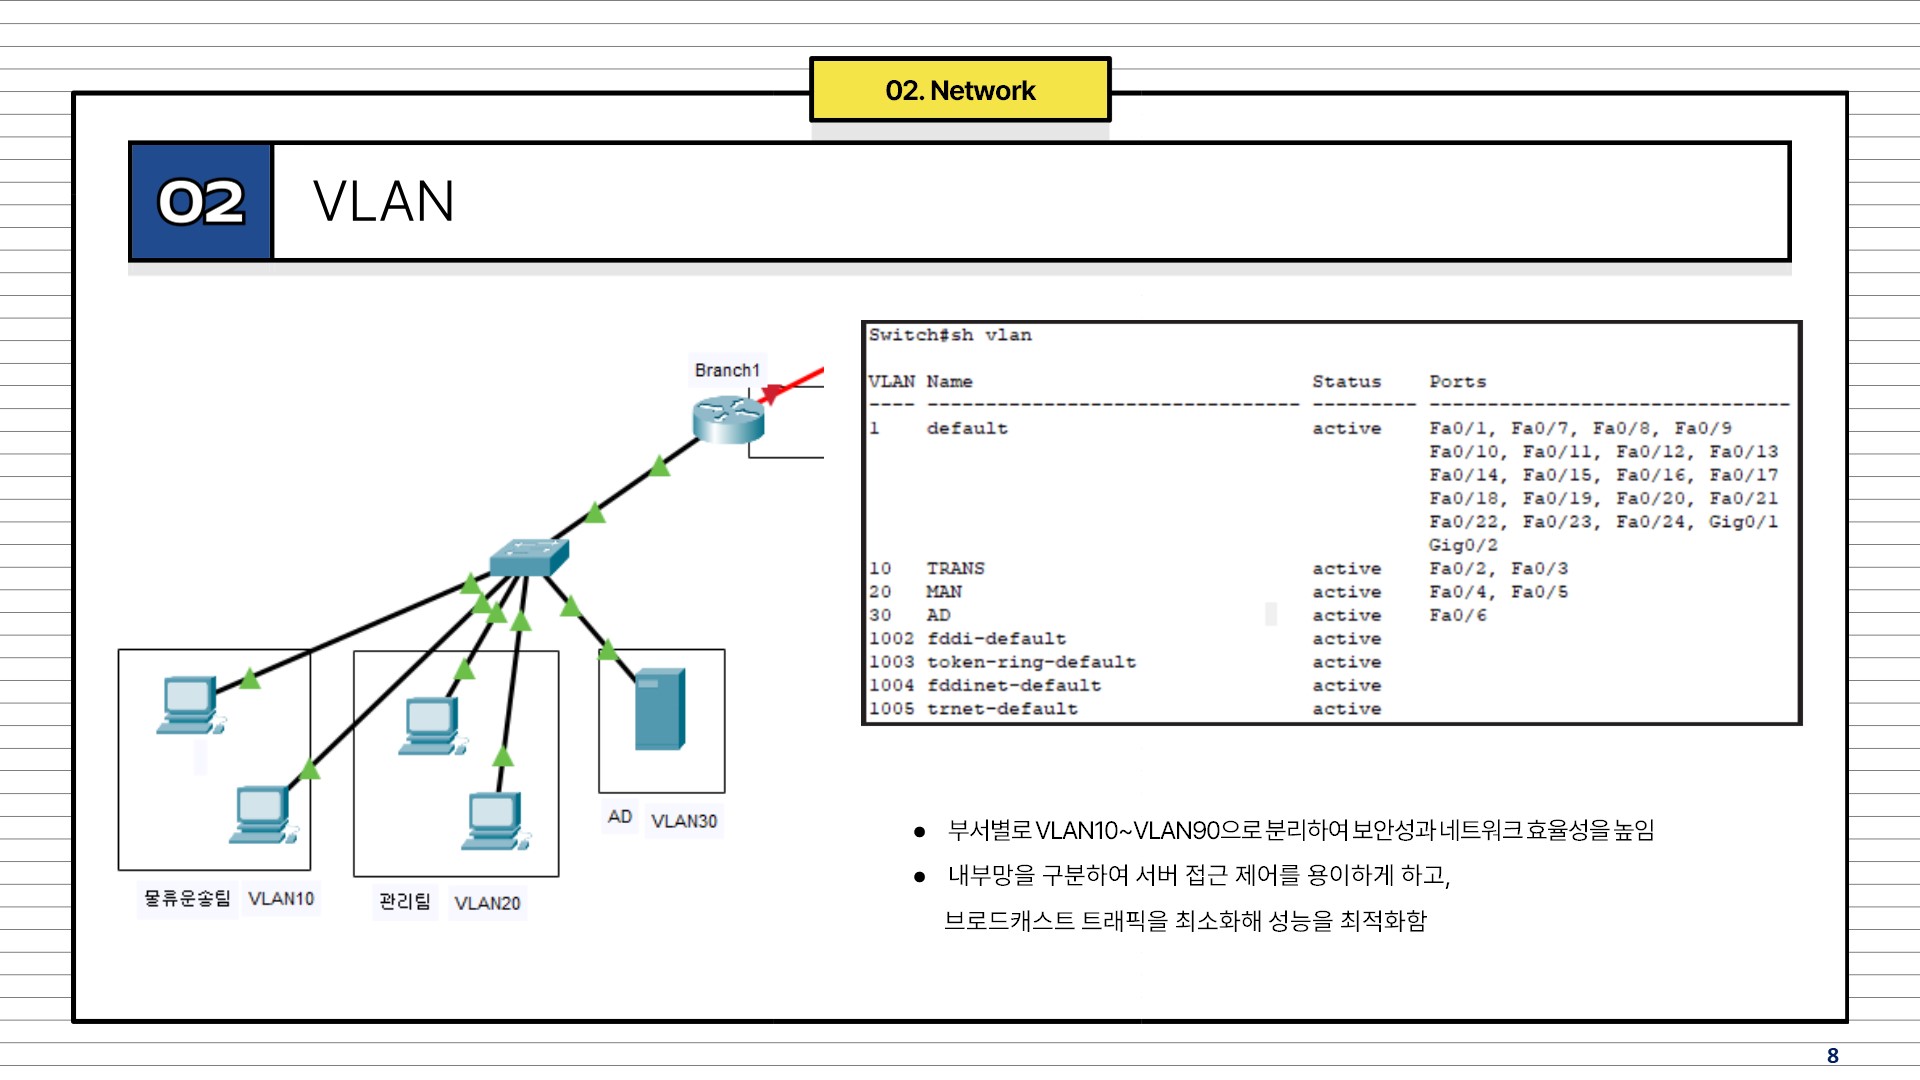 02. Network
02
VLAN
Branch1
물류운송팀 VLAN10
관리팀 VLAN20
AD VLAN30
Switch#sh vlan
VLAN Name Status Ports
---- -------------------------------- --------- -------------------------------
1 default active Fa0/1, Fa0/7, Fa0/8, Fa0/9
Fa0/10, Fa0/11, Fa0/12, Fa0/13
Fa0/14, Fa0/15, Fa0/16, Fa0/17
Fa0/18, Fa0/19, Fa0/20, Fa0/21
Fa0/22, Fa0/23, Fa0/24, Gig0/1
Gig0/2
10 TRANS active Fa0/2, Fa0/3
20 MAN active Fa0/4, Fa0/5
30 AD active Fa0/6
1002 fddi-default active
1003 token-ring-default active
1004 fddinet-default active
1005 trnet-default active
● 부서별로 VLAN10~VLAN90으로 분리하여 보안성과 네트워크 효율성을 높임
● 내부망을 구분하여 서버 접근 제어를 용이하게 하고,
브로드캐스트 트래픽을 최소화해 성능을 최적화함
8